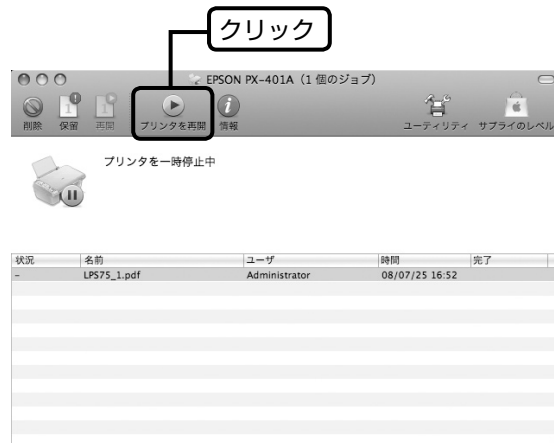 クリック
EPSON PX-401A（1 個のジョブ）
削除 保留 再開 プリンタを再開 情報 ユーティリティ サプライのレベル
プリンタを一時停止中
状況 名前 ユーザ 時間 完了
- LPS75_1.pdf Administrator 08/07/25 16:52